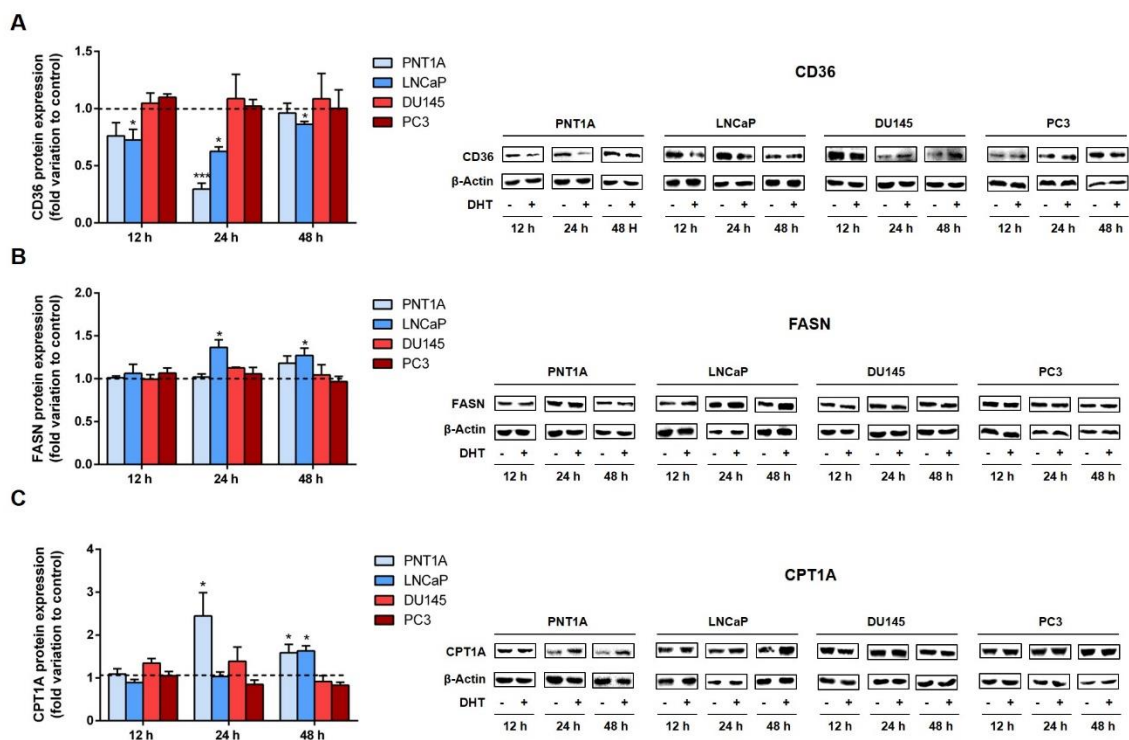 A
CD36 protein expression
(fold variation to control)
1.5
1.0
0.5
0.0
*
***
*
*
12 h 24 h 48 h
PNT1A
LNCaP
DU145
PC3
CD36
PNT1A LNCaP DU145 PC3
CD36
β-Actin
DHT - + - + - + - + - + - + - + - + - + - + - + - +
12 h 24 h 48 H 12 h 24 h 48 h 12 h 24 h 48 h 12 h 24 h 48 h
B
FASN protein expression
(fold variation to control)
2.0
1.5
1.0
0.5
0.0
*
*
12 h 24 h 48 h
PNT1A
LNCaP
DU145
PC3
FASN
PNT1A LNCaP DU145 PC3
FASN
β-Actin
DHT - + - + - + - + - + - + - + - + - + - + - + - +
12 h 24 h 48 h 12 h 24 h 48 h 12 h 24 h 48 h 12 h 24 h 48 h
C
CPT1A protein expression
(fold variation to control)
4
3
2
1
0
*
* *
12 h 24 h 48 h
PNT1A
LNCaP
DU145
PC3
CPT1A
PNT1A LNCaP DU145 PC3
CPT1A
β-Actin
DHT - + - + - + - + - + - + - + - + - + - + - + - +
12 h 24 h 48 h 12 h 24 h 48 h 12 h 24 h 48 h 12 h 24 h 48 h